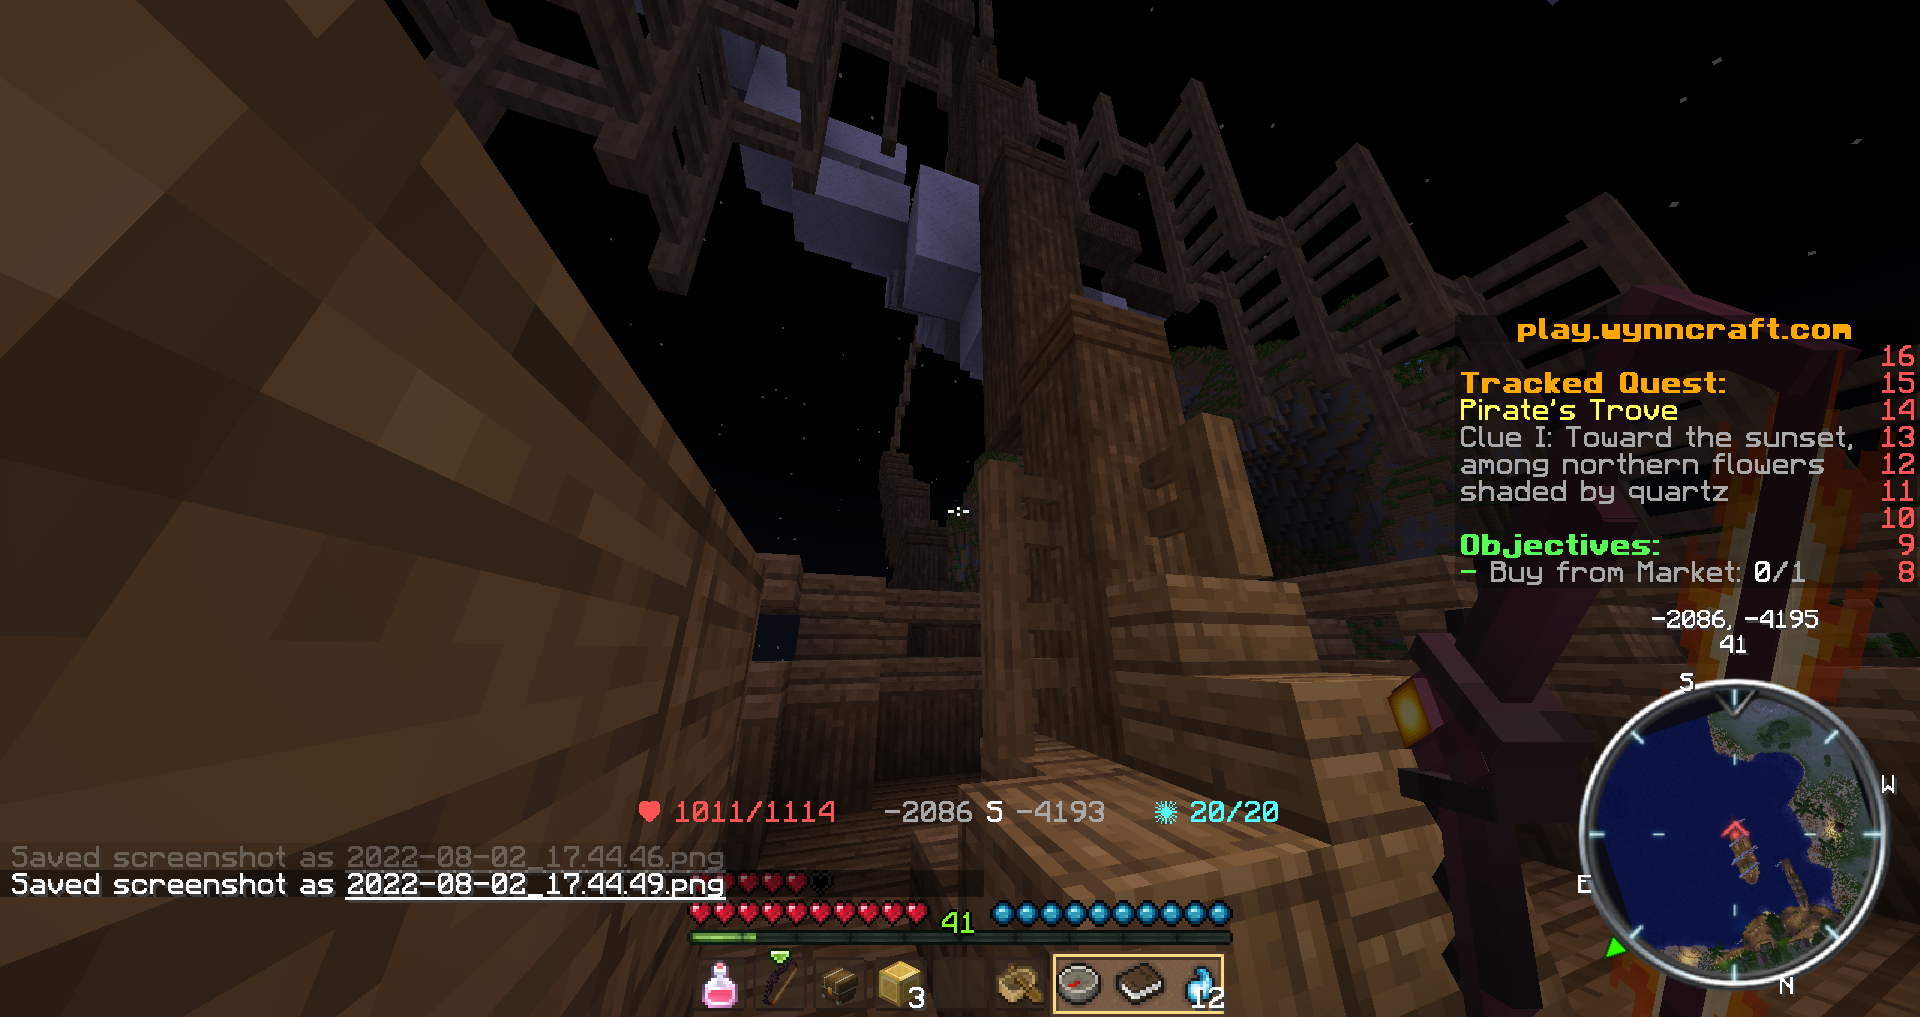 play.wynncraft.com
16
Tracked Quest: 15
Pirate's Trove 14
Clue I: Toward the sunset, 13
among northern flowers 12
shaded by quartz 11
10
Objectives: 9
- Buy from Market: 0/1 8
-2086, -4195
41
S
W
E
N
1011/1114 -2086 S -4193 20/20
Saved screenshot as 2022-08-02_17.44.46.png
Saved screenshot as 2022-08-02_17.44.49.png
41
3
12